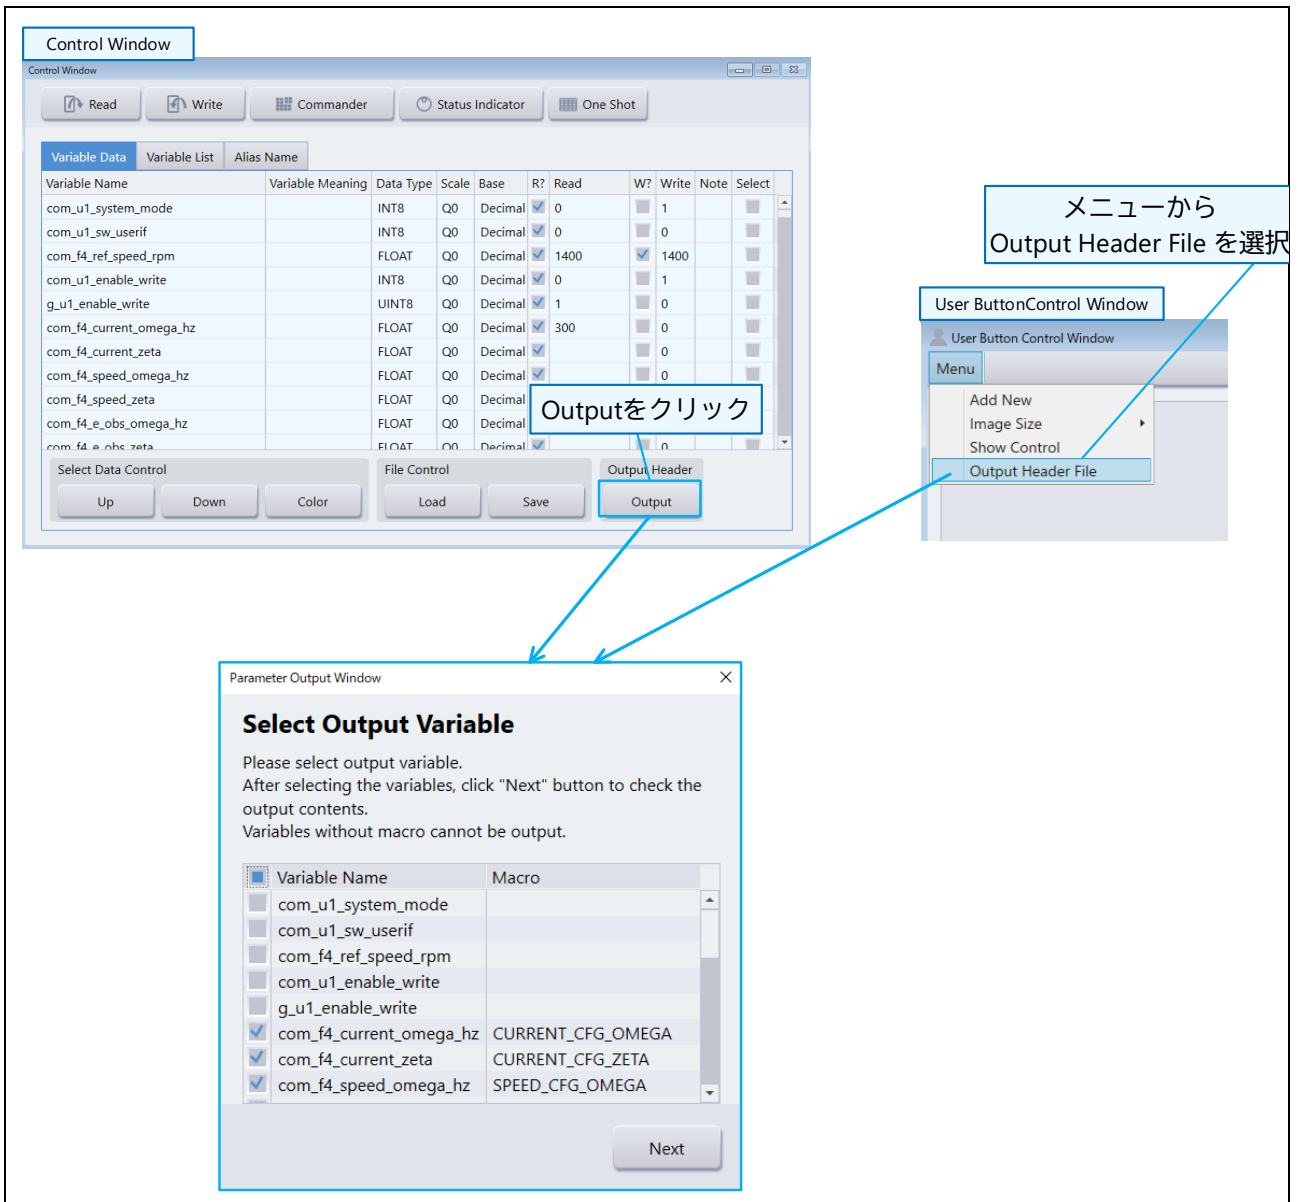 Control Window
Control Window
Read Write Commander Status Indicator One Shot
Variable Data Variable List Alias Name
Variable Name Variable Meaning Data Type Scale Base R? Read W? Write Note Select
com_u1_system_mode INT8 Q0 Decimal 0 1
com_u1_sw_userif INT8 Q0 Decimal 0 0
com_f4_ref_speed_rpm FLOAT Q0 Decimal 1400 1400
com_u1_enable_write INT8 Q0 Decimal 0 1
g_u1_enable_write UINT8 Q0 Decimal 1 0
com_f4_current_omega_hz FLOAT Q0 Decimal 300 0
com_f4_current_zeta FLOAT Q0 Decimal 0
com_f4_speed_omega_hz FLOAT Q0 Decimal 0
com_f4_speed_zeta FLOAT Q0 Decimal
com_f4_e_obs_omega_hz FLOAT Q0 Decimal
com_f4_e_obs_zeta FLOAT Q0 Decimal 0
Outputをクリック
Select Data Control File Control Output Header
Up Down Color Load Save Output
メニューから
Output Header File を選択
User ButtonControl Window
User Button Control Window
Menu
Add New
Image Size
Show Control
Output Header File
Parameter Output Window
Select Output Variable
Please select output variable.
After selecting the variables, click "Next" button to check the
output contents.
Variables without macro cannot be output.
Variable Name Macro
com_u1_system_mode
com_u1_sw_userif
com_f4_ref_speed_rpm
com_u1_enable_write
g_u1_enable_write
com_f4_current_omega_hz CURRENT_CFG_OMEGA
com_f4_current_zeta CURRENT_CFG_ZETA
com_f4_speed_omega_hz SPEED_CFG_OMEGA
Next